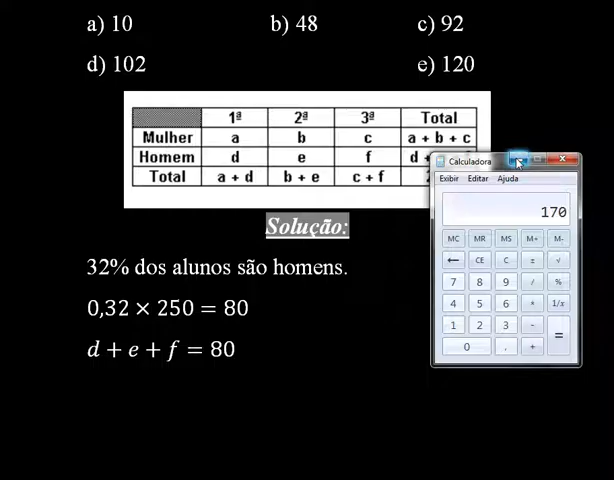 a) 10 b) 48 c) 92
d) 102 e) 120
1ª 2ª 3ª Total
Mulher a b c a + b + c
Homem d e f d
Total a + d b + e c + f
Solução:
32% dos alunos são homens.
0,32 × 250 = 80
d + e + f = 80
Calculadora
Exibir Editar Ajuda
170
MC MR MS M+ M-
← CE C ± √
7 8 9 / %
4 5 6 * 1/x
1 2 3 - =
0 , +